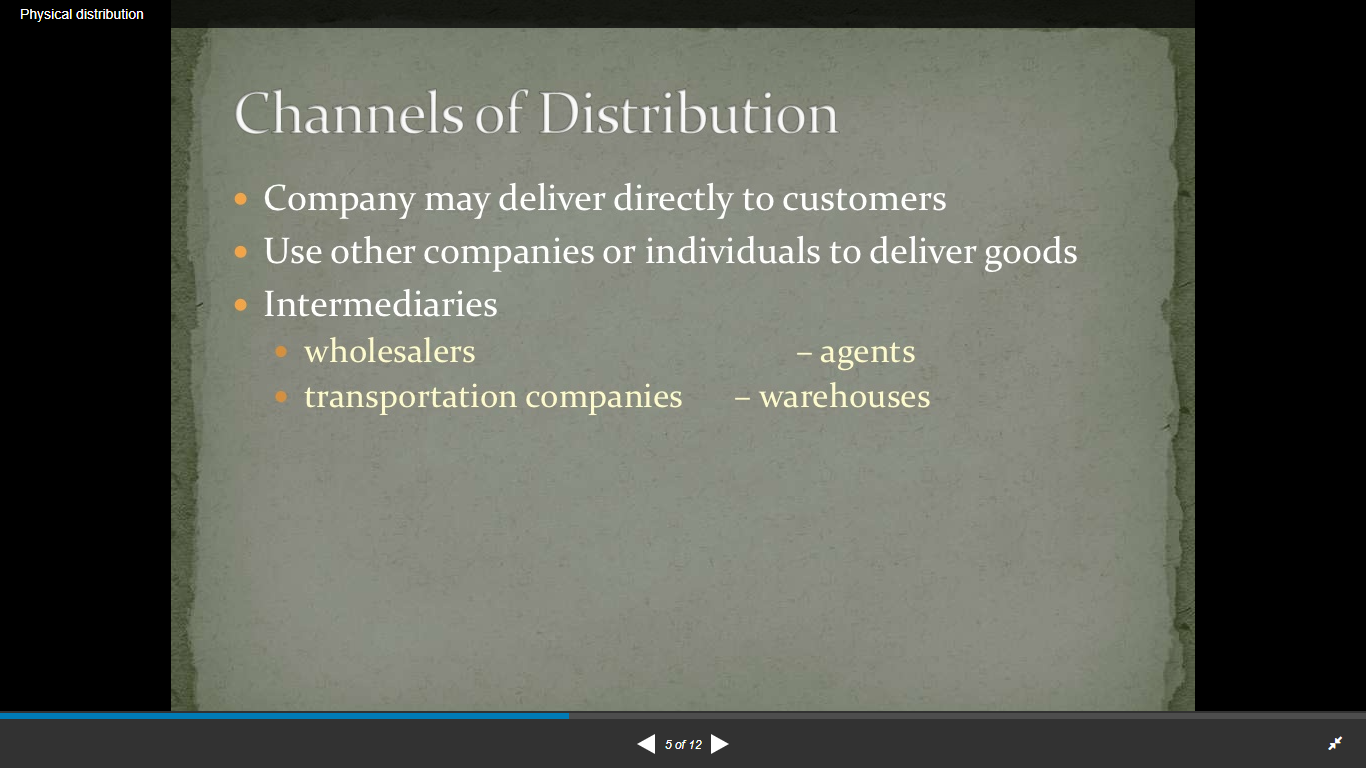 Physical distribution
Channels of Distribution
Company may deliver directly to customers
Use other companies or individuals to deliver goods
Intermediaries
wholesalers – agents
transportation companies – warehouses
5 of 12